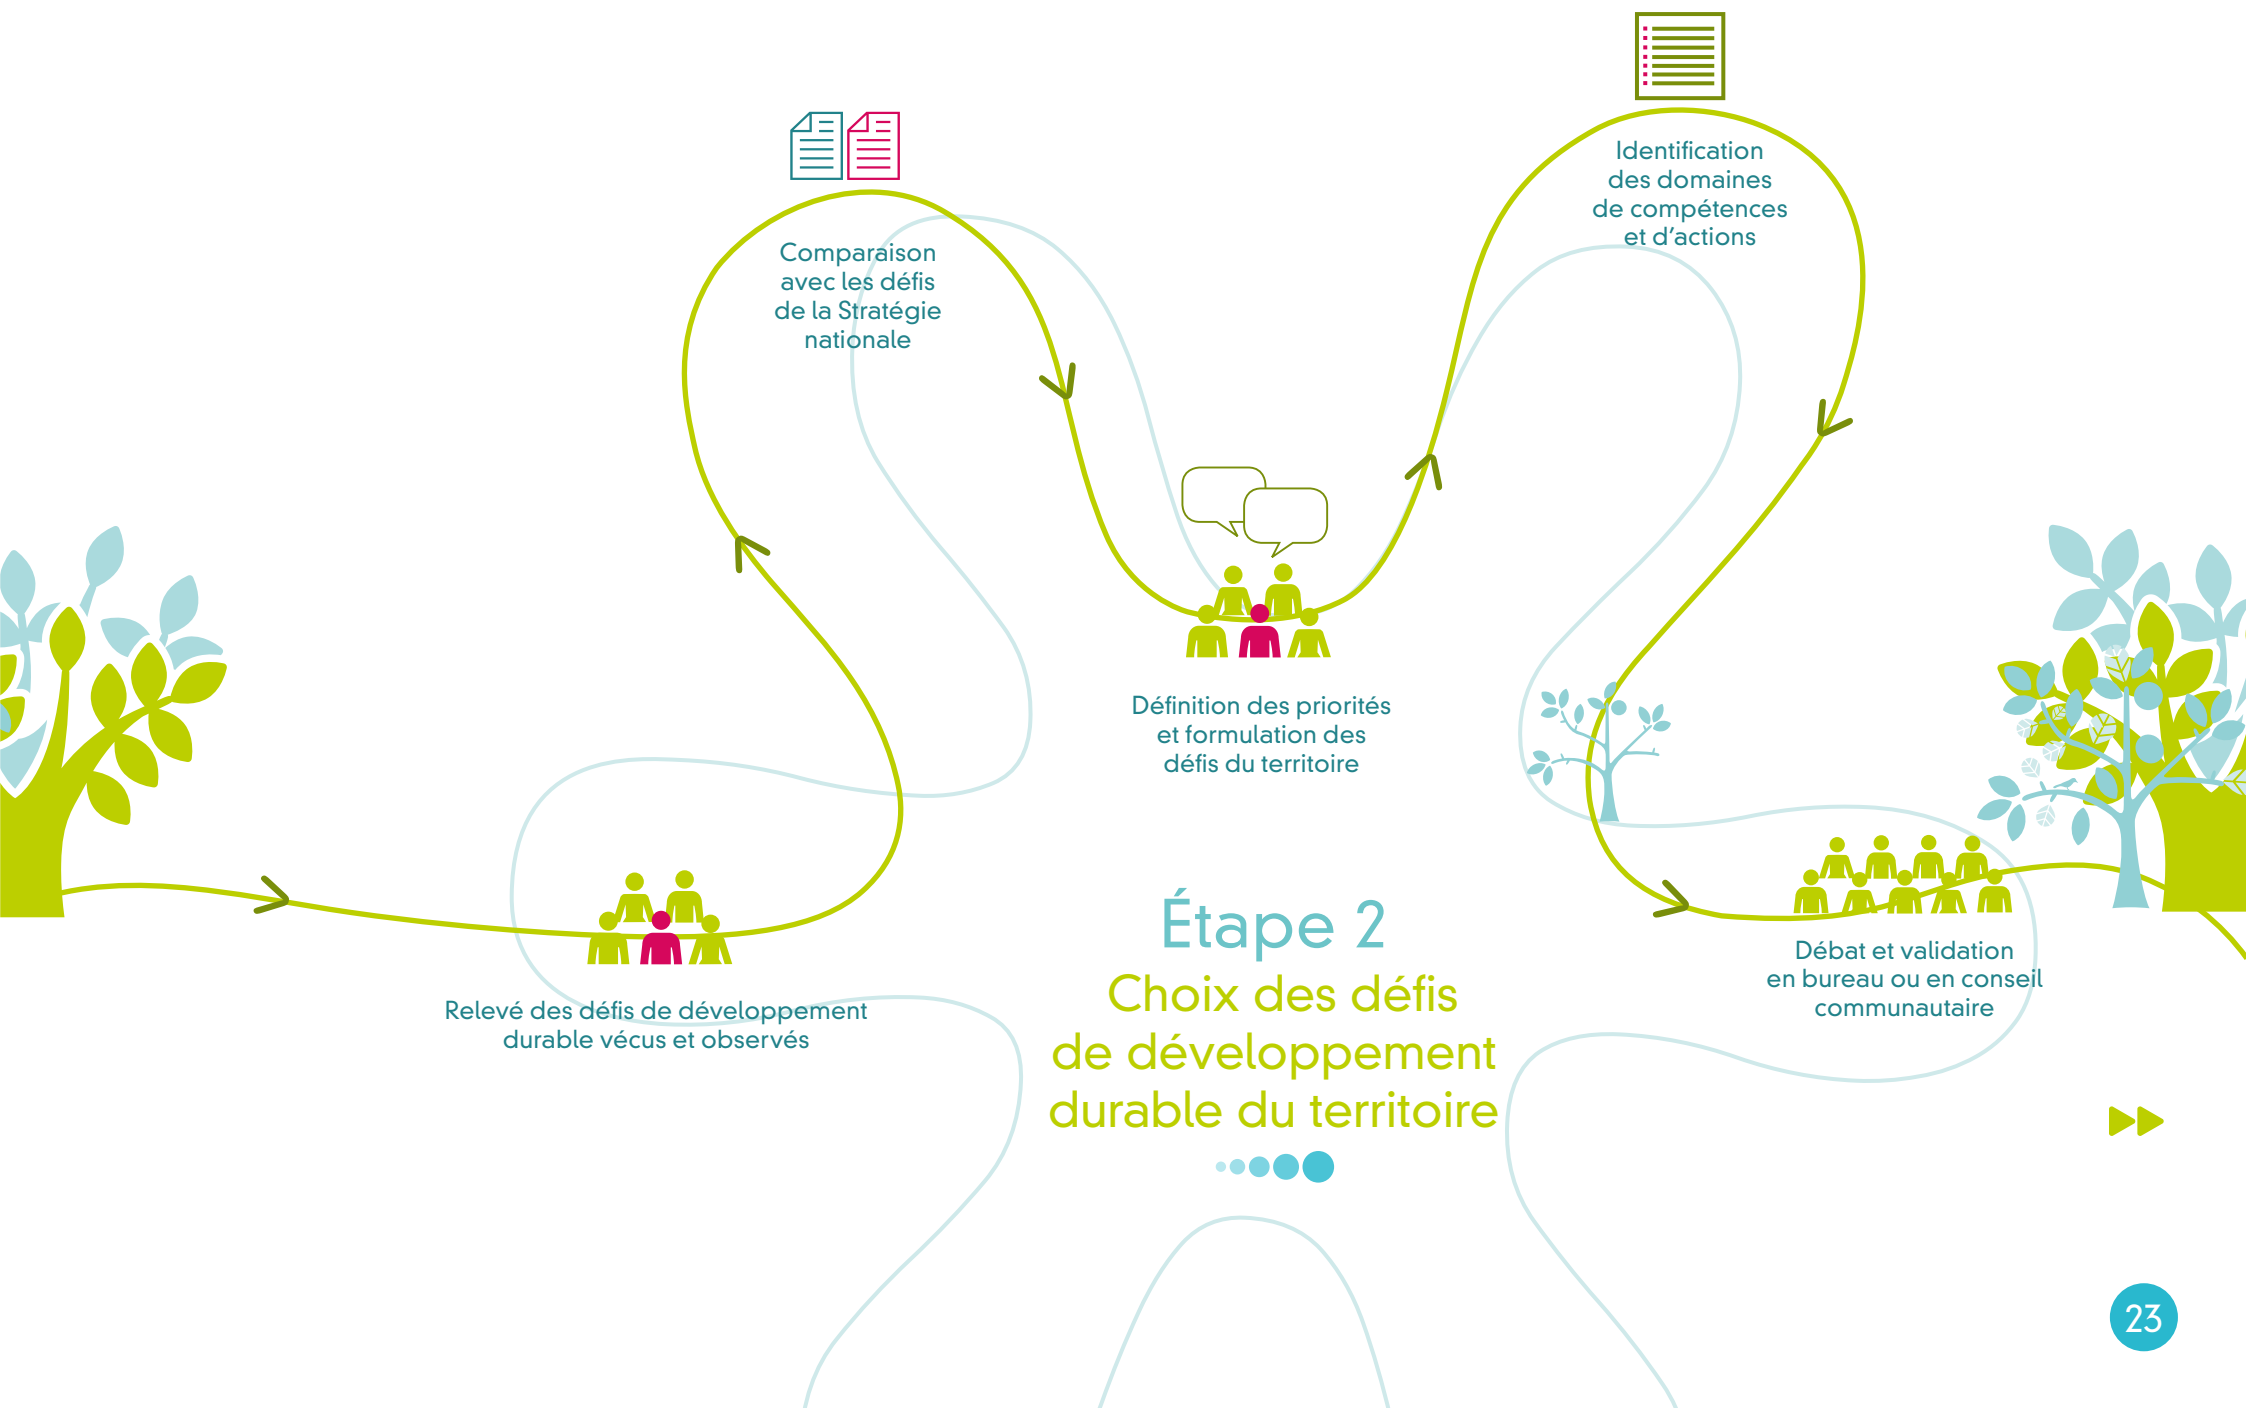 Identification
des domaines
de compétences
et d’actions
Comparaison
avec les défis
de la Stratégie
nationale
Définition des priorités
et formulation des
défis du territoire
Relevé des défis de développement
durable vécus et observés
Débat et validation
en bureau ou en conseil
communautaire
Étape 2
Choix des défis
de développement
durable du territoire
23